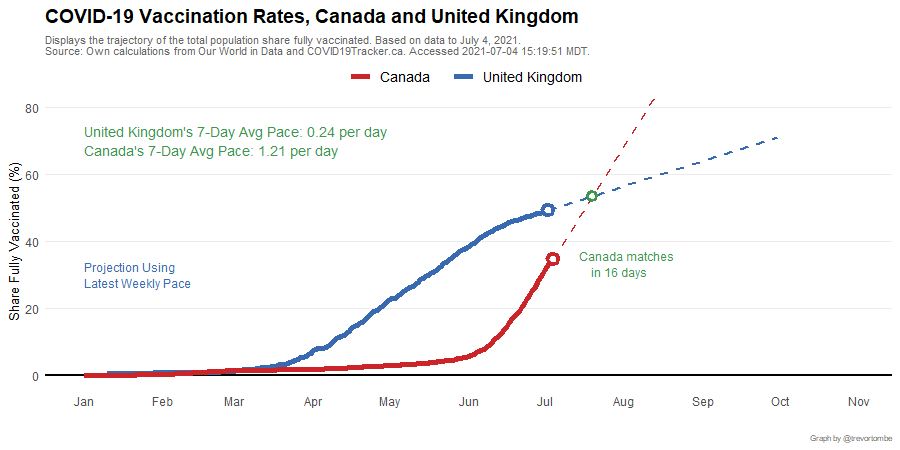 COVID-19 Vaccination Rates, Canada and United Kingdom
Displays the trajectory of the total population share fully vaccinated. Based on data to July 4, 2021.
Source: Own calculations from Our World in Data and COVID19Tracker.ca. Accessed 2021-07-04 15:19:51 MDT.
Canada United Kingdom
80
United Kingdom's 7-Day Avg Pace: 0.24 per day
Canada's 7-Day Avg Pace: 1.21 per day
60
Share Fully Vaccinated (%)
40
Canada matches
in 16 days
Projection Using
Latest Weekly Pace
20
0
Jan Feb Mar Apr May Jun Jul Aug Sep Oct Nov
Graph by @trevortombe